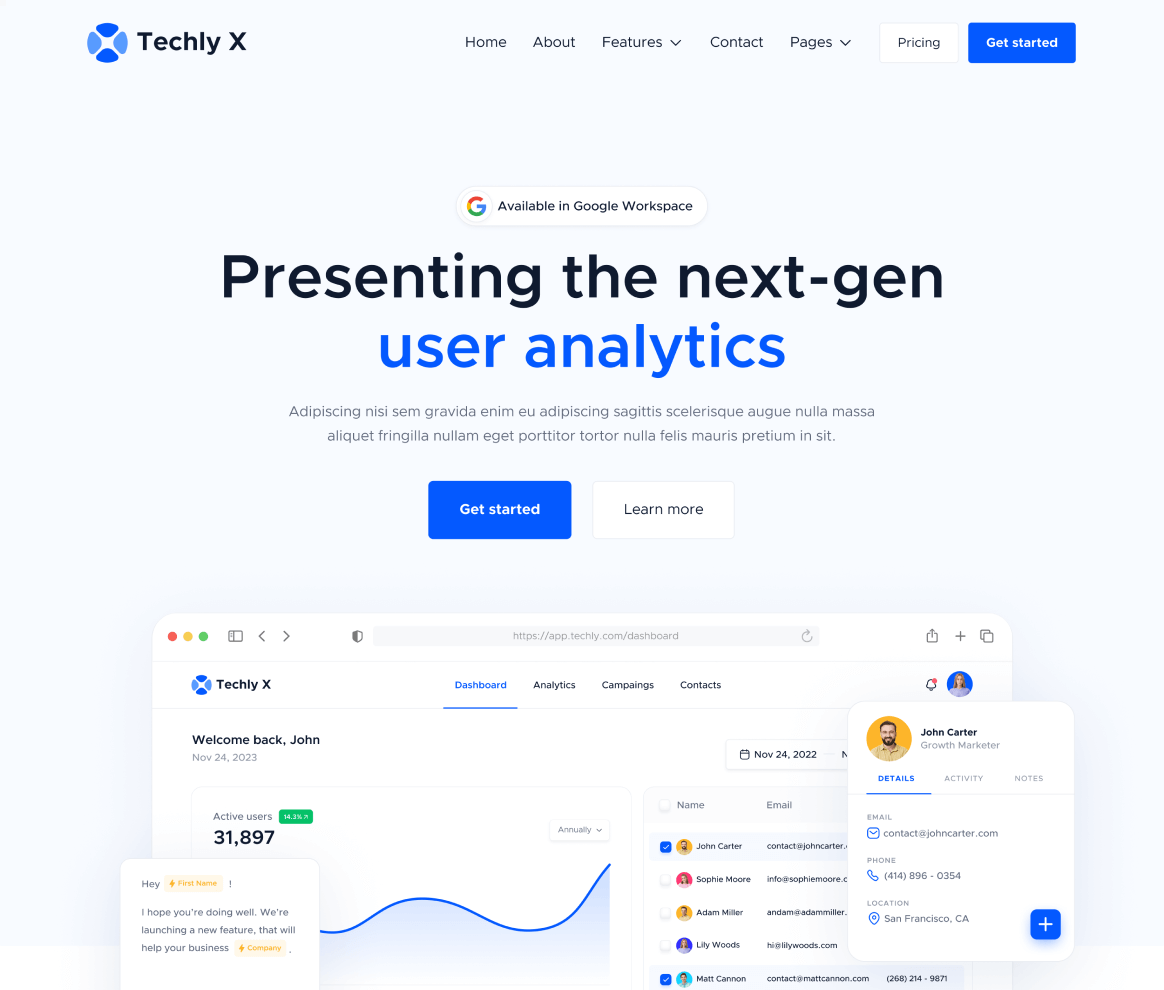 Techly X
Home About Features Contact Pages Pricing Get started
Available in Google Workspace
Presenting the next-gen
user analytics
Adipiscing nisi sem gravida enim eu adipiscing sagittis scelerisque augue nulla massa
aliquet fringilla nullam eget porttitor tortor nulla felis mauris pretium in sit.
Get started Learn more
https://app.techly.com/dashboard
Techly X Dashboard Analytics Campaings Contacts
Welcome back, John
Nov 24, 2023
Nov 24, 2022 N
Active users 14.3%
31,897
Annually
Hey First Name !
I hope you're doing well. We're
launching a new feature, that will
help your business Company .
Name Email
John Carter contact@johncarter.
Sophie Moore info@sophiemoore.c
Adam Miller andam@adammiller.
Lily Woods hi@lilywoods.com
Matt Cannon contact@mattcannon.com (268) 214 - 9871
John Carter
Growth Marketer
DETAILS ACTIVITY NOTES
EMAIL
contact@johncarter.com
PHONE
(414) 896 - 0354
LOCATION
San Francisco, CA